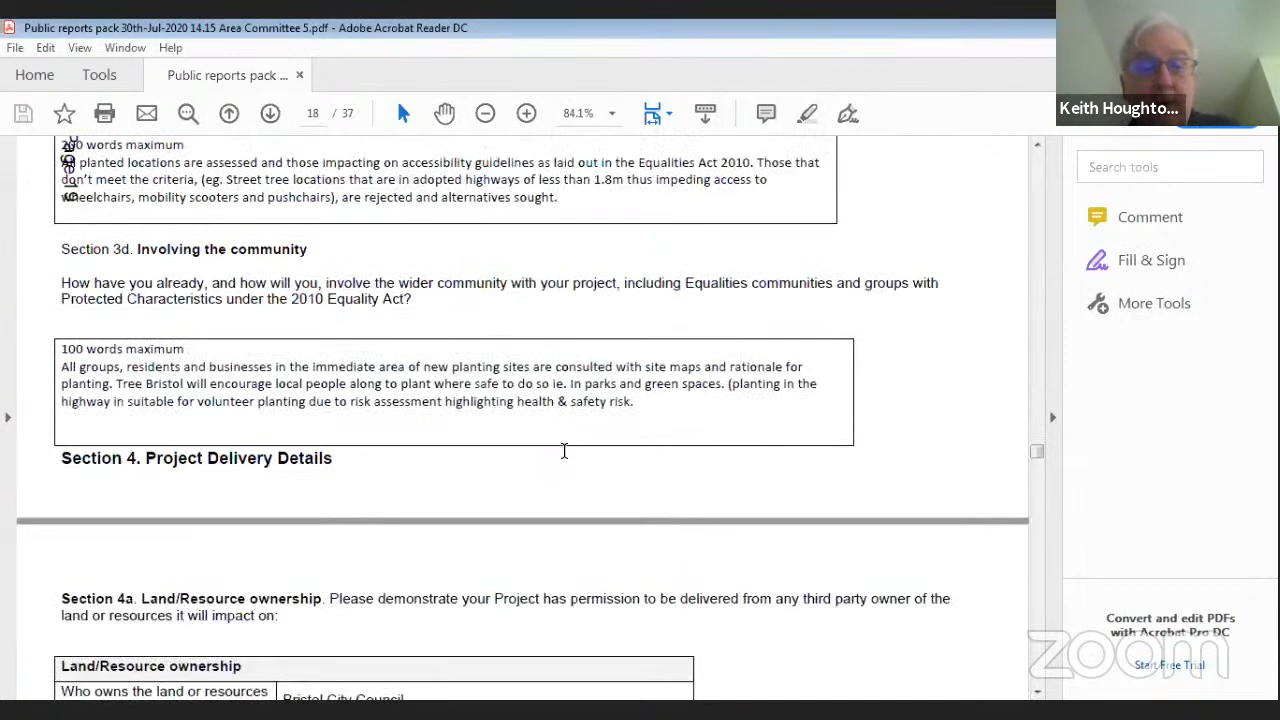 Public reports pack 30th-Jul-2020 14.15 Area Committee 5.pdf - Adobe Acrobat Reader DC
File Edit View Window Help
Home Tools Public reports pack ... ×
18 / 37 84.1%
Keith Houghto...
Search tools
Comment
Fill & Sign
More Tools
200 words maximum
planted locations are assessed and those impacting on accessibility guidelines as laid out in the Equalities Act 2010. Those that
don't meet the criteria, (eg. Street tree locations that are in adopted highways of less than 1.8m thus impeding access to
wheelchairs, mobility scooters and pushchairs), are rejected and alternatives sought.
Section 3d. Involving the community
How have you already, and how will you, involve the wider community with your project, including Equalities communities and groups with
Protected Characteristics under the 2010 Equality Act?
100 words maximum
All groups, residents and businesses in the immediate area of new planting sites are consulted with site maps and rationale for
planting. Tree Bristol will encourage local people along to plant where safe to do so ie. In parks and green spaces. (planting in the
highway in suitable for volunteer planting due to risk assessment highlighting health & safety risk.
Section 4. Project Delivery Details
Section 4a. Land/Resource ownership. Please demonstrate your Project has permission to be delivered from any third party owner of the
land or resources it will impact on:
Land/Resource ownership
Who owns the land or resources
Bristol City Council
Convert and edit PDFs
with Acrobat Pro DC
Start Free Trial
zoom